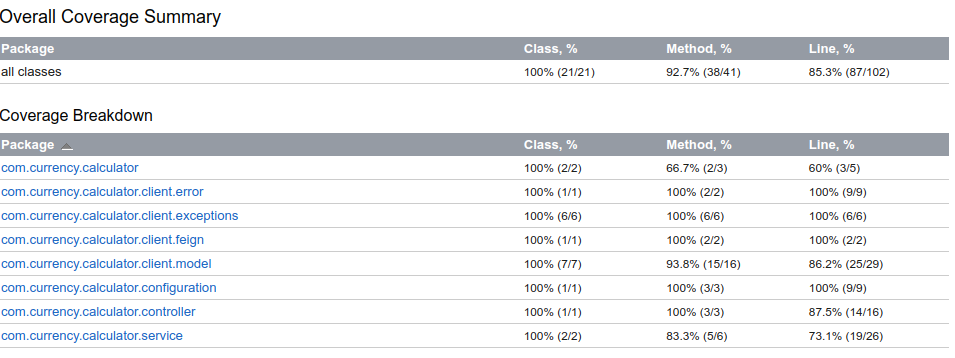 Overall Coverage Summary
Package Class, % Method, % Line, %
all classes 100% (21/21) 92.7% (38/41) 85.3% (87/102)
Coverage Breakdown
Package Class, % Method, % Line, %
com.currency.calculator 100% (2/2) 66.7% (2/3) 60% (3/5)
com.currency.calculator.client.error 100% (1/1) 100% (2/2) 100% (9/9)
com.currency.calculator.client.exceptions 100% (6/6) 100% (6/6) 100% (6/6)
com.currency.calculator.client.feign 100% (1/1) 100% (2/2) 100% (2/2)
com.currency.calculator.client.model 100% (7/7) 93.8% (15/16) 86.2% (25/29)
com.currency.calculator.configuration 100% (1/1) 100% (3/3) 100% (9/9)
com.currency.calculator.controller 100% (1/1) 100% (3/3) 87.5% (14/16)
com.currency.calculator.service 100% (2/2) 83.3% (5/6) 73.1% (19/26)